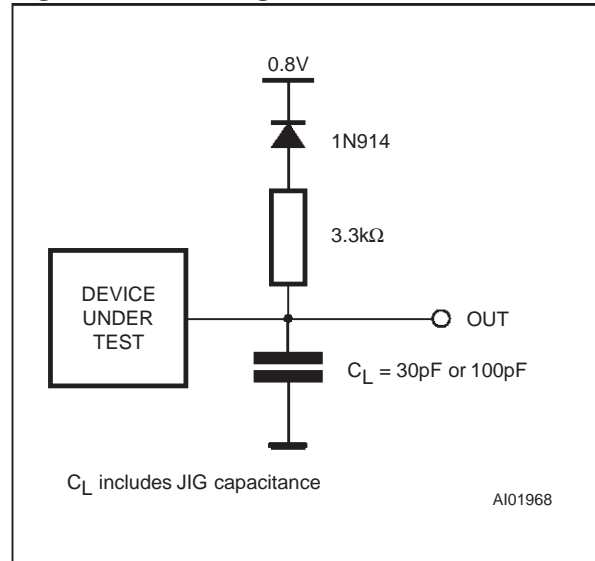 0.8V
1N914
3.3kΩ
DEVICE
UNDER
TEST
OUT
CL = 30pF or 100pF
CL includes JIG capacitance
AI01968